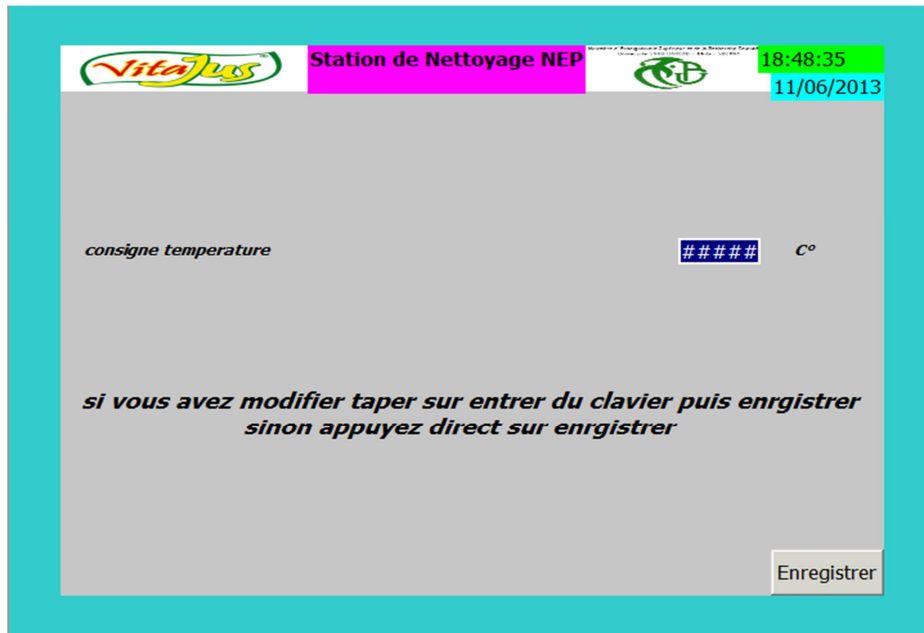 VitaJus
Station de Nettoyage NEP
18:48:35
11/06/2013
consigne temperature
##### C°
si vous avez modifier taper sur entrer du clavier puis enrgistrer
sinon appuyez direct sur enrgistrer
Enregistrer